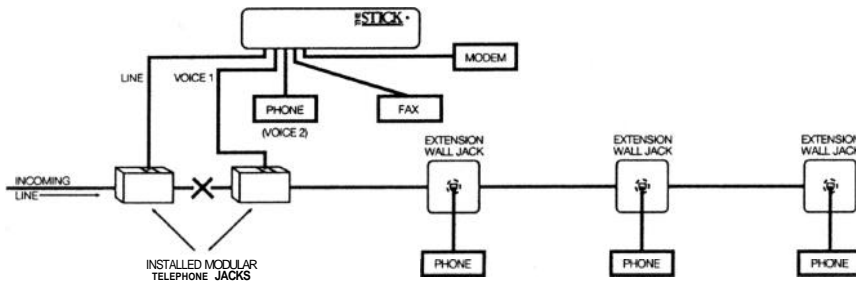 THE STICK
MODEM
LINE
VOICE 1
PHONE
FAX
(VOICE 2)
EXTENSION
WALL JACK
EXTENSION
WALL JACK
EXTENSION
WALL JACK
INCOMING
LINE
PHONE
PHONE
PHONE
INSTALLED MODULAR
TELEPHONE JACKS